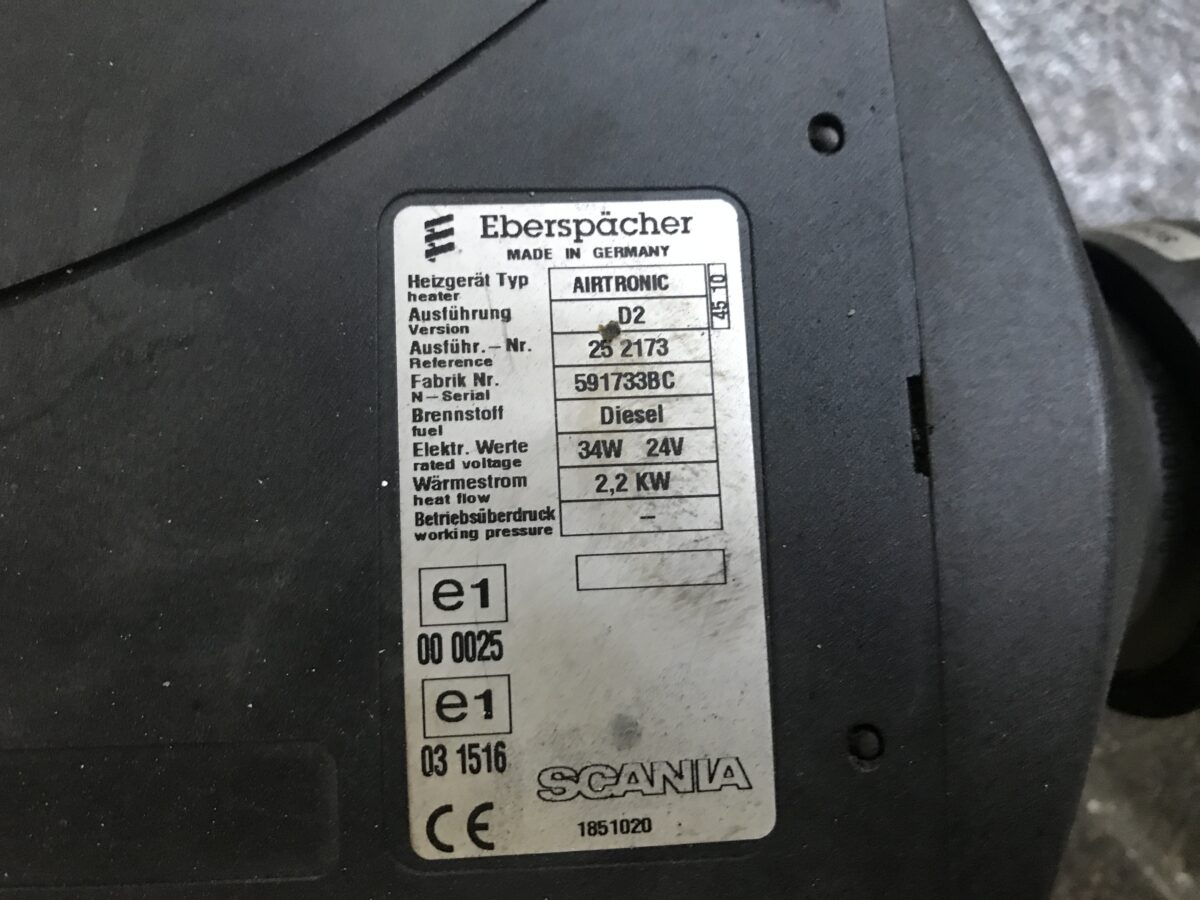 Eberspächer
MADE IN GERMANY
Heizgerät Typ AIRTRONIC
heater
45 10
Ausführung D2
Version
Ausführ.-Nr. 25 2173
Reference
Fabrik Nr. 591733BC
N-Serial
Brennstoff Diesel
fuel
Elektr. Werte 34W 24V
rated voltage
Wärmestrom 2,2 KW
heat flow
Betriebsüberdruck –
working pressure
e1
00 0025
e1
03 1516
SCANIA
CE 1851020